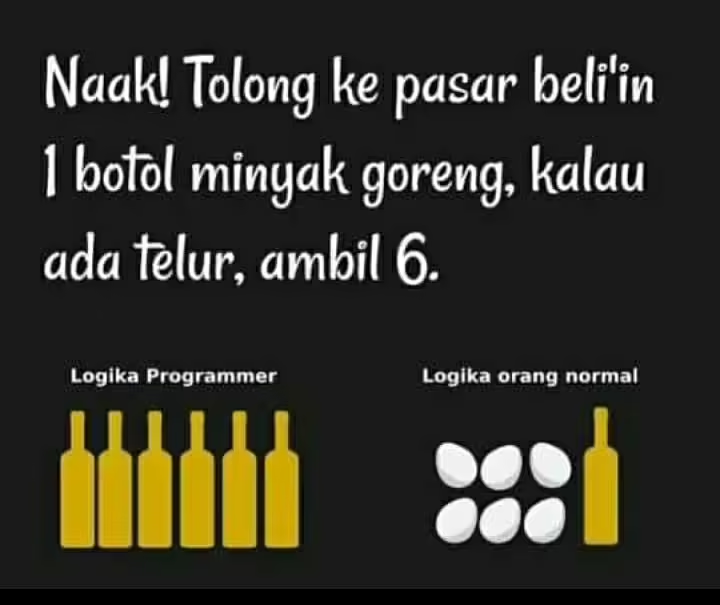 Naak! Tolong ke pasar beli'in
1 botol minyak goreng, kalau
ada telur, ambil 6.
Logika Programmer
Logika orang normal